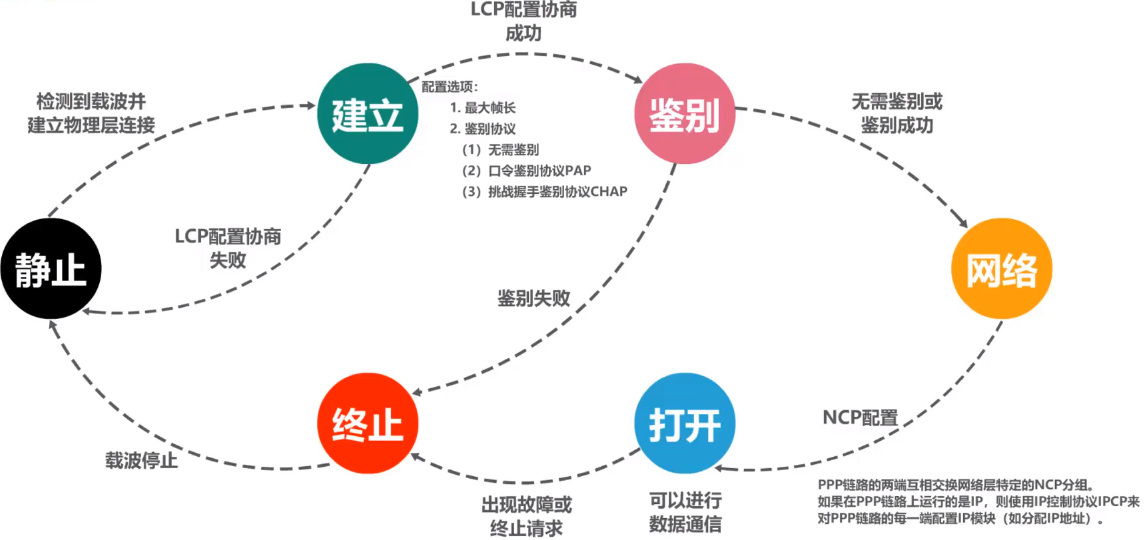 LCP配置协商
成功
检测到载波并
建立物理层连接
建立
配置选项：
1. 最大帧长
2. 鉴别协议
（1）无需鉴别
（2）口令鉴别协议PAP
（3）挑战握手鉴别协议CHAP
鉴别
无需鉴别或
鉴别成功
静止
LCP配置协商
失败
鉴别失败
网络
终止
打开
NCP配置
载波停止
出现故障或
终止请求
可以进行
数据通信
PPP链路的两端互相交换网络层特定的NCP分组。
如果在PPP链路上运行的是IP，则使用IP控制协议IPCP来
对PPP链路的每一端配置IP模块（如分配IP地址）。